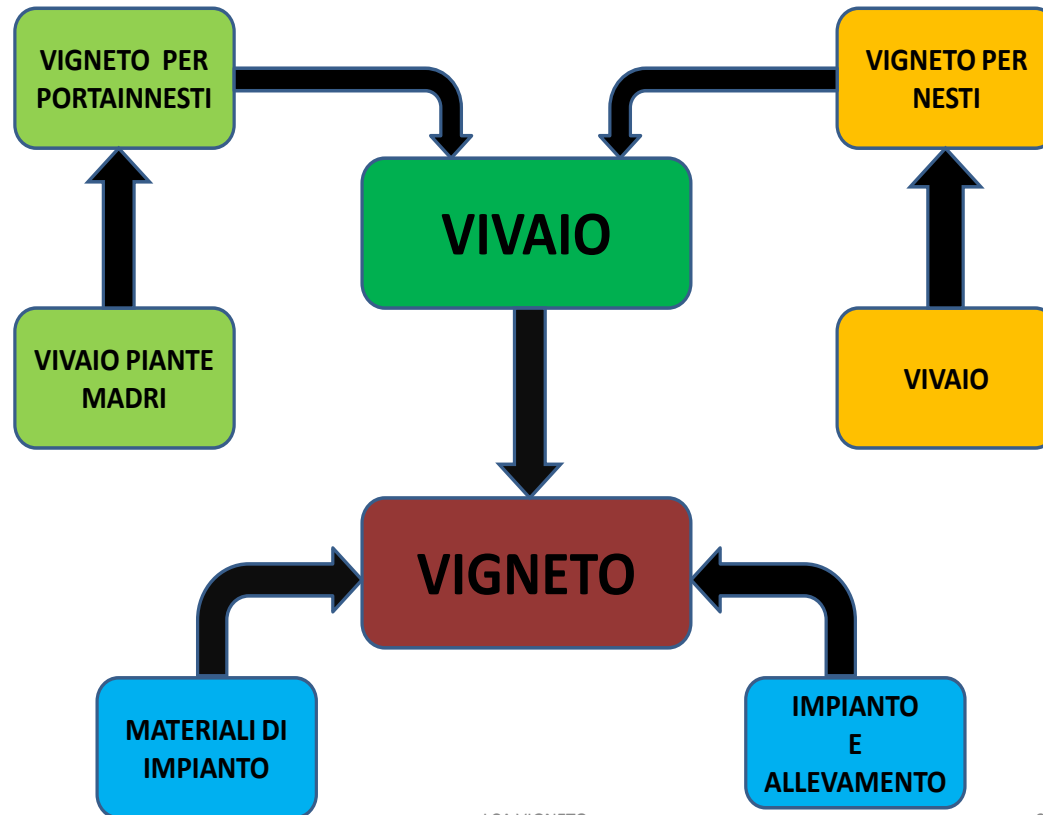 VIGNETO PER
PORTAINNESTI
VIGNETO PER
NESTI
VIVAIO
VIVAIO PIANTE
MADRI
VIVAIO
VIGNETO
MATERIALI DI
IMPIANTO
IMPIANTO
E
ALLEVAMENTO